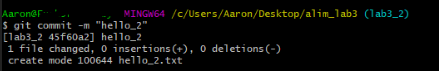 Aaron@ MINGW64 /c/Users/Aaron/Desktop/alim_lab3 (lab3_2)
$ git commit -m "hello_2"
[lab3_2 45f60a2] hello_2
 1 file changed, 0 insertions(+), 0 deletions(-)
 create mode 100644 hello_2.txt